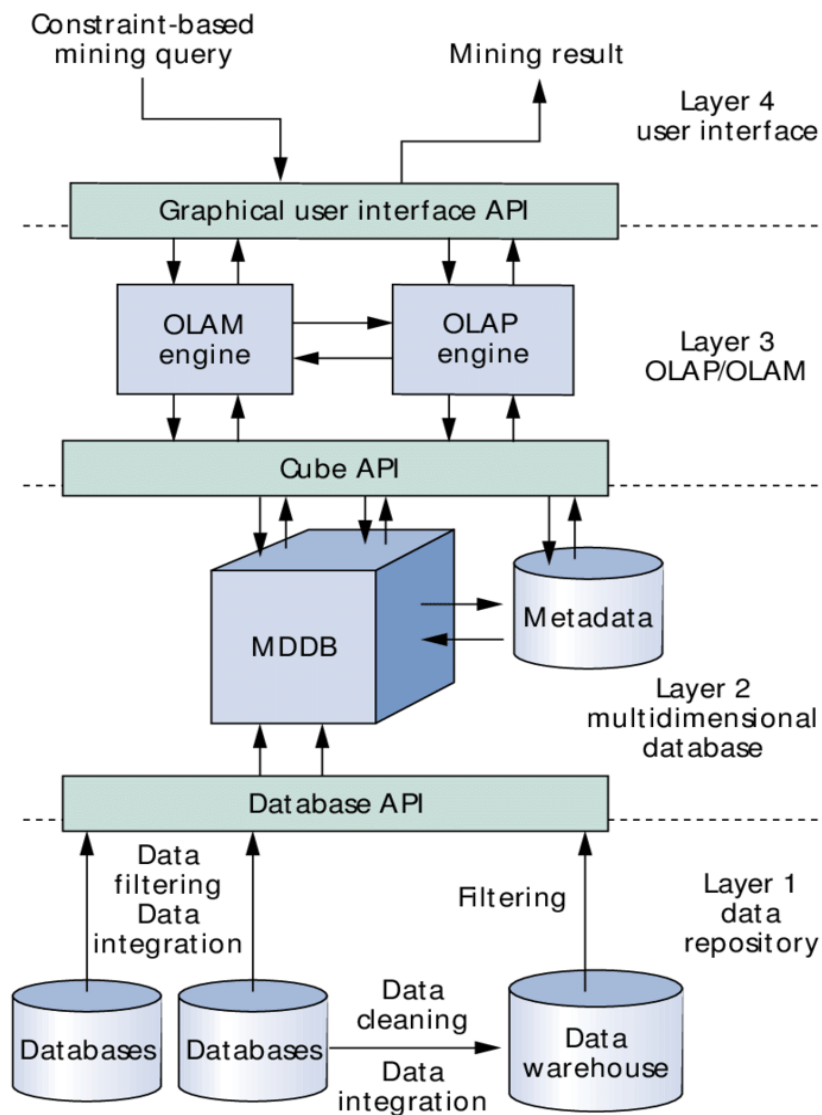 Constraint-based
mining query
Mining result
Layer 4
user interface
Graphical user interface API
OLAM
engine
OLAP
engine
Layer 3
OLAP/OLAM
Cube API
MDDB
Metadata
Layer 2
multidimensional
database
Database API
Data
filtering
Data
integration
Filtering
Layer 1
data
repository
Databases
Databases
Data
cleaning
Data
integration
Data
warehouse